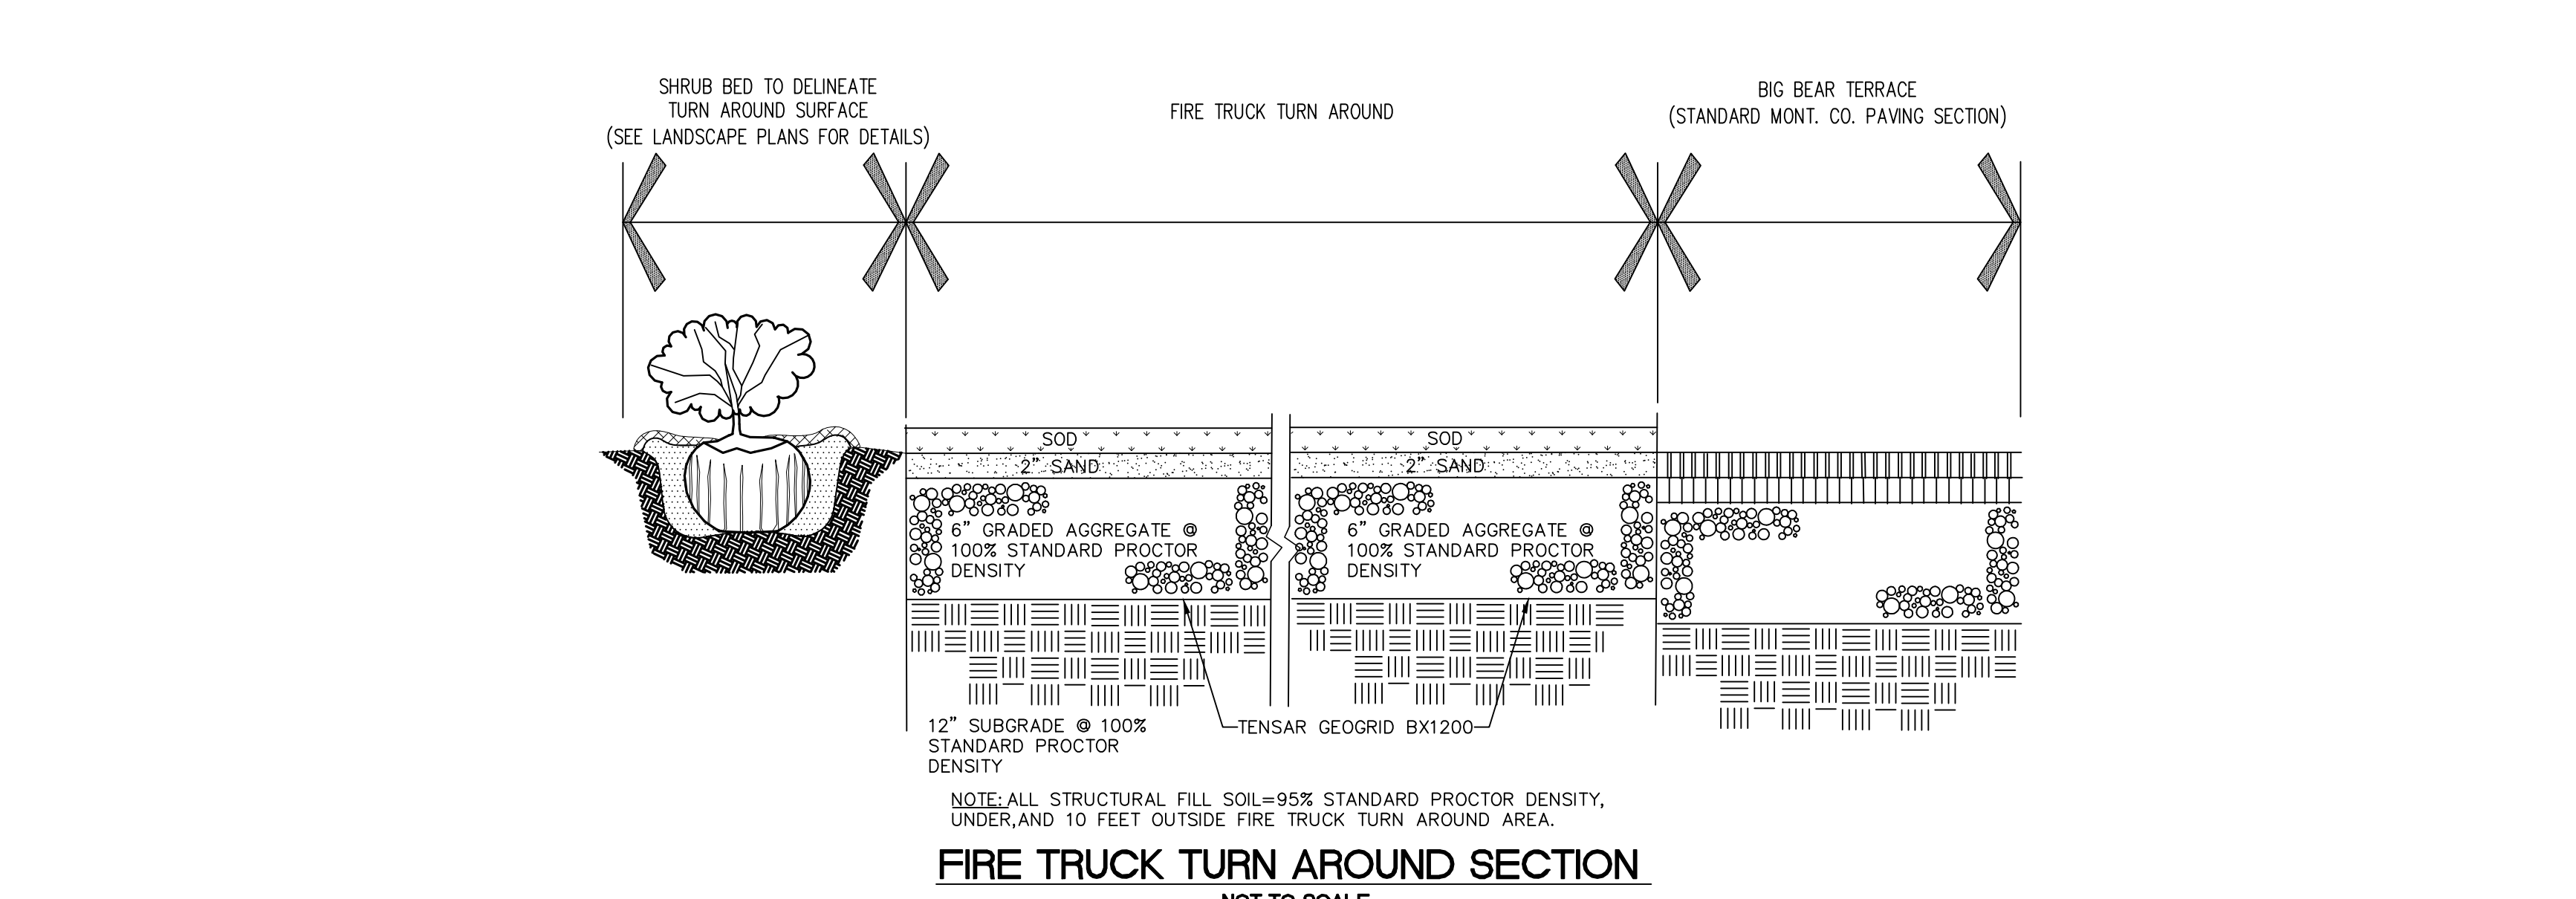 SHRUB BED TO DELINEATE
TURN AROUND SURFACE
(SEE LANDSCAPE PLANS FOR DETAILS)
FIRE TRUCK TURN AROUND
BIG BEAR TERRACE
(STANDARD MONT. CO. PAVING SECTION)
SOD
2" SAND
6" GRADED AGGREGATE @
100% STANDARD PROCTOR
DENSITY
SOD
2" SAND
6" GRADED AGGREGATE @
100% STANDARD PROCTOR
DENSITY
12" SUBGRADE @ 100%
STANDARD PROCTOR
DENSITY
TENSAR GEOGRID BX1200
NOTE: ALL STRUCTURAL FILL SOIL=95% STANDARD PROCTOR DENSITY,
UNDER,AND 10 FEET OUTSIDE FIRE TRUCK TURN AROUND AREA.
FIRE TRUCK TURN AROUND SECTION
NOT TO SCALE